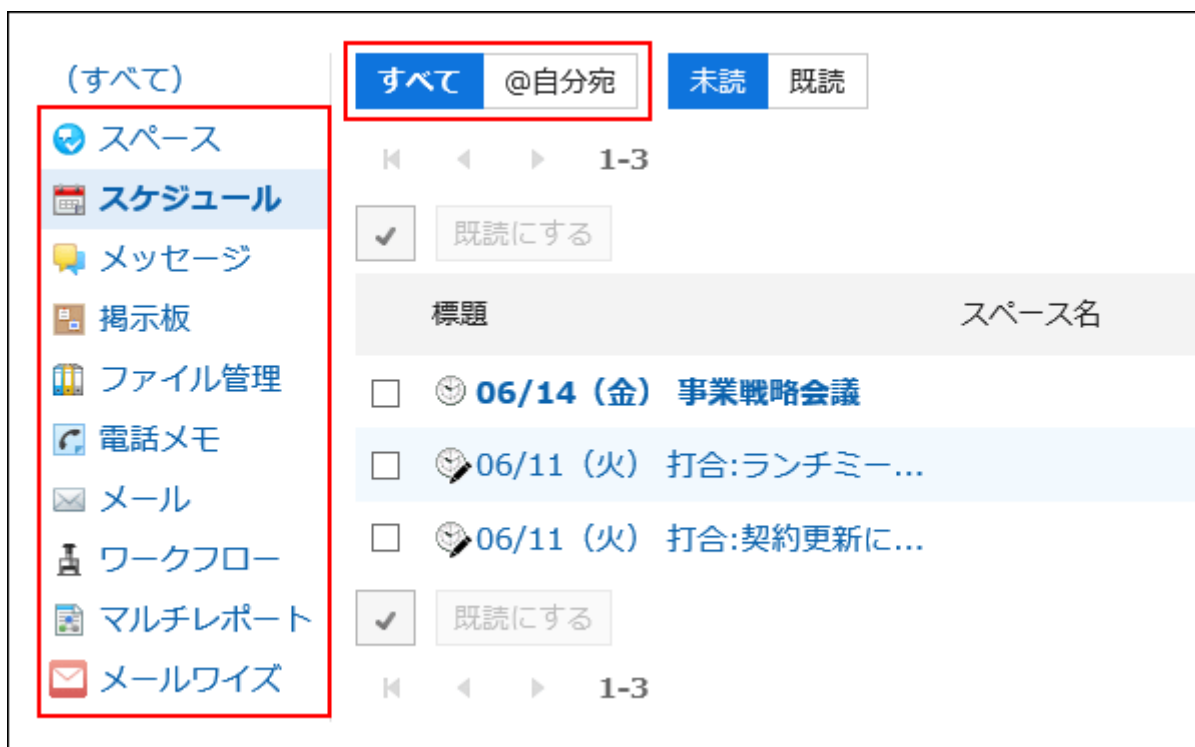 (すべて)
スペース
スケジュール
メッセージ
掲示板
ファイル管理
電話メモ
メール
ワークフロー
マルチレポート
メールワイズ
すべて @自分宛 未読 既読
1-3
既読にする
標題 スペース名
06/14（金） 事業戦略会議
06/11（火） 打合:ランチミー...
06/11（火） 打合:契約更新に...
既読にする
1-3